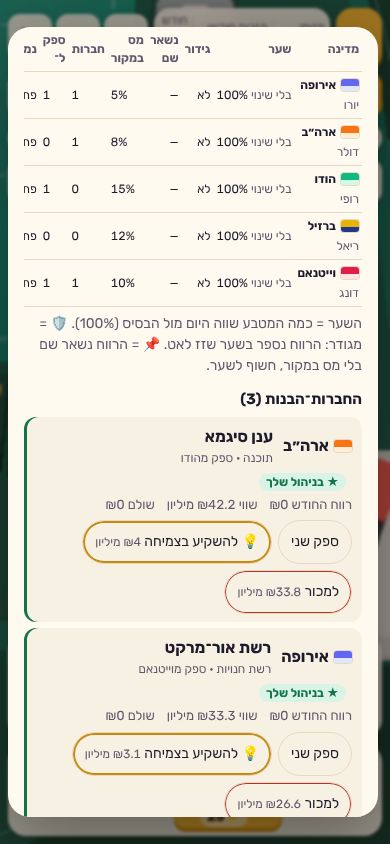 מדינה שער גידור נשאר שם מס במקור חברות ספק ל־
אירופה יורו בלי שינוי 100% לא — 5% 1 1
ארה״ב דולר בלי שינוי 100% לא — 8% 1 0
הודו רופי בלי שינוי 100% לא — 15% 0 1
ברזיל ריאל בלי שינוי 100% לא — 12% 0 0
וייטנאם דונג בלי שינוי 100% לא — 10% 1 1
השער = כמה המטבע שווה היום מול הבסיס (100%). 🛡️ =
מגודר: הרווח נספר בשער שזז לאט. 📌 = הרווח נשאר שם
בלי מס במקור, חשוף לשער.
החברות־הבנות (3)
ארה״ב ענן סיגמא
תוכנה • ספק מהודו
★ בניהול שלך
רווח החודש ₪0 שווי ₪42.2 מיליון שולם ₪0
ספק שני 💡 להשקיע בצמיחה ₪4 מיליון
למכור ₪33.8 מיליון
אירופה רשת אור־מרקט
רשת חנויות • ספק מוייטנאם
★ בניהול שלך
רווח החודש ₪0 שווי ₪33.3 מיליון שולם ₪0
ספק שני 💡 להשקיע בצמיחה ₪3.1 מיליון
למכור ₪26.6 מיליון